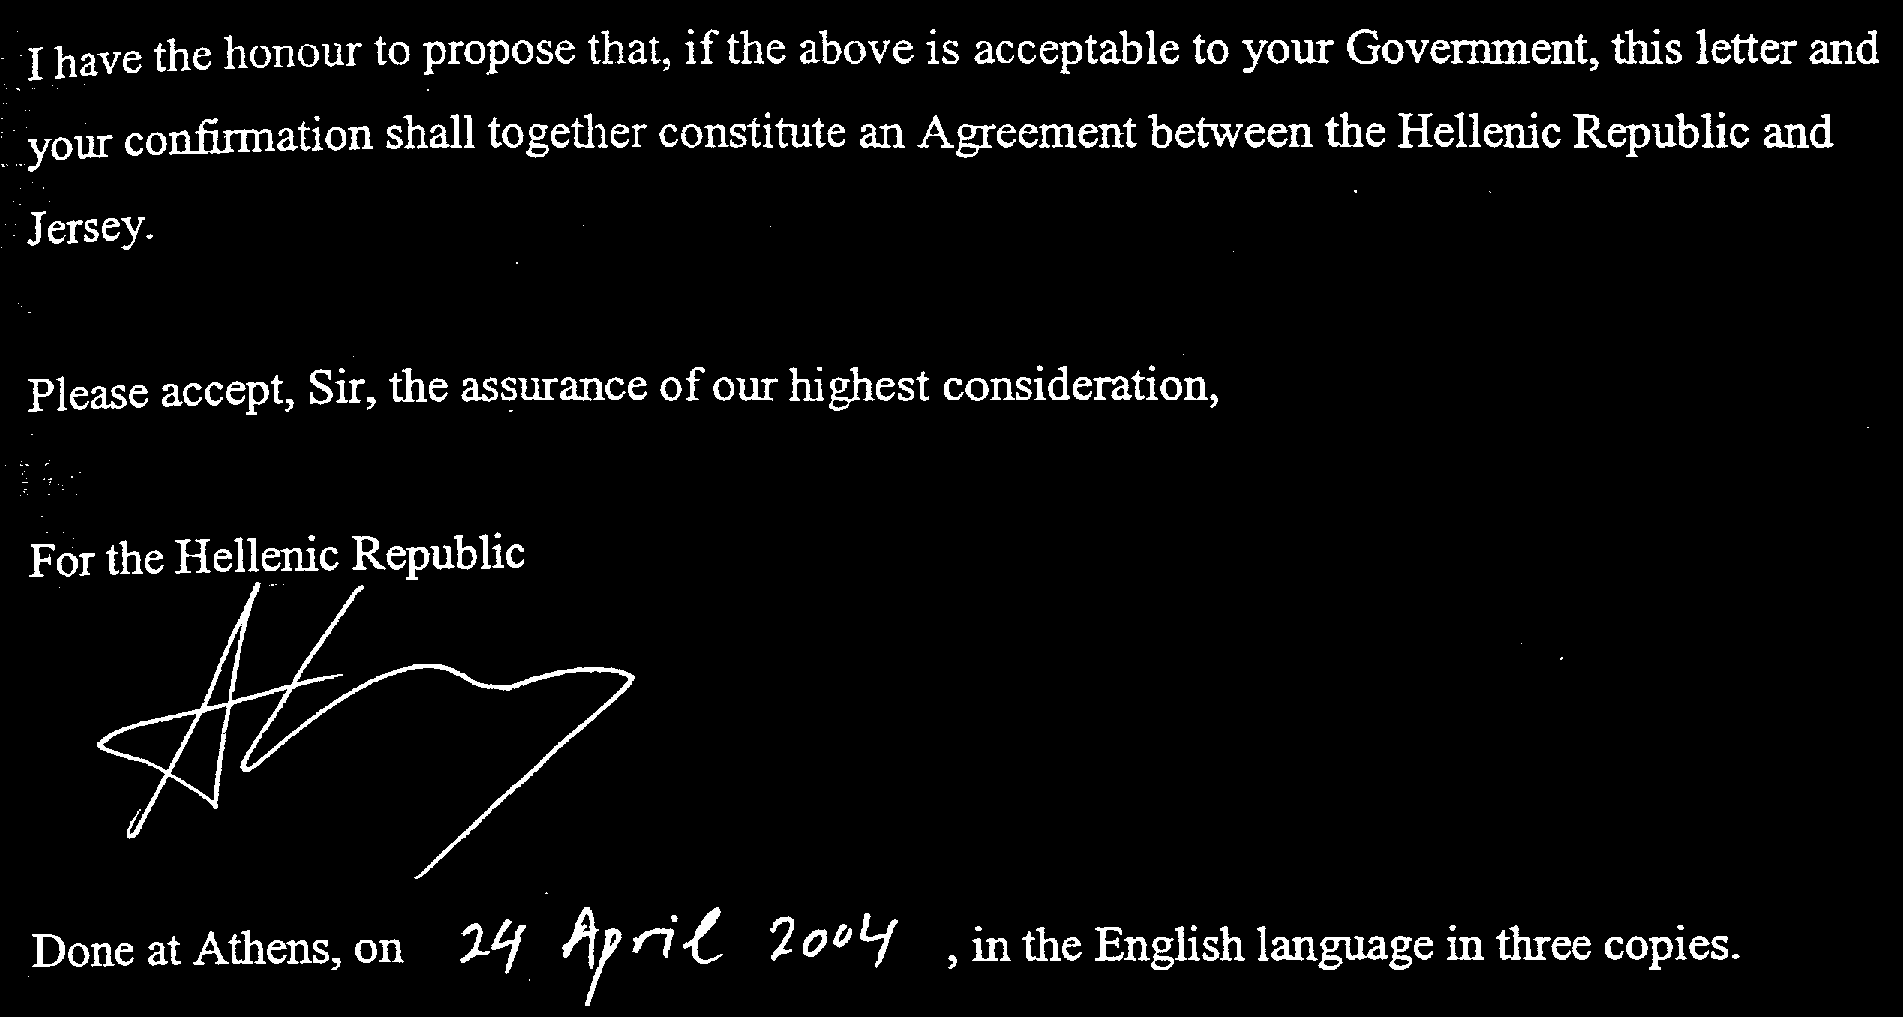 I have the honour to propose that, if the above is acceptable to your Government, this letter and
your confirmation shall together constitute an Agreement between the Hellenic Republic and
Jersey.
Please accept, Sir, the assurance of our highest consideration,
For the Hellenic Republic
Done at Athens, on 24 April 2004 , in the English language in three copies.